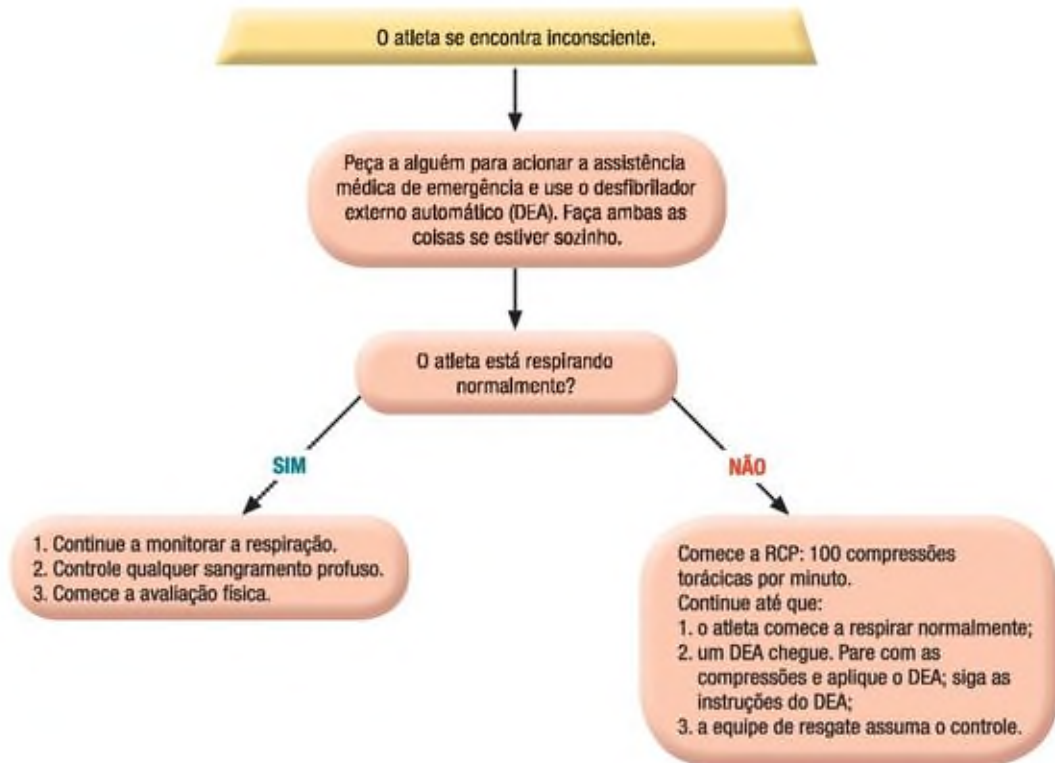 O atleta se encontra inconsciente.
Peça a alguém para acionar a assistência
médica de emergência e use o desfibrilador
externo automático (DEA). Faça ambas as
coisas se estiver sozinho.
O atleta está respirando
normalmente?
SIM
NÃO
1. Continue a monitorar a respiração.
2. Controle qualquer sangramento profuso.
3. Comece a avaliação física.
Comece a RCP: 100 compressões
torácicas por minuto.
Continue até que:
1. o atleta comece a respirar normalmente;
2. um DEA chegue. Pare com as
compressões e aplique o DEA; siga as
instruções do DEA;
3. a equipe de resgate assuma o controle.